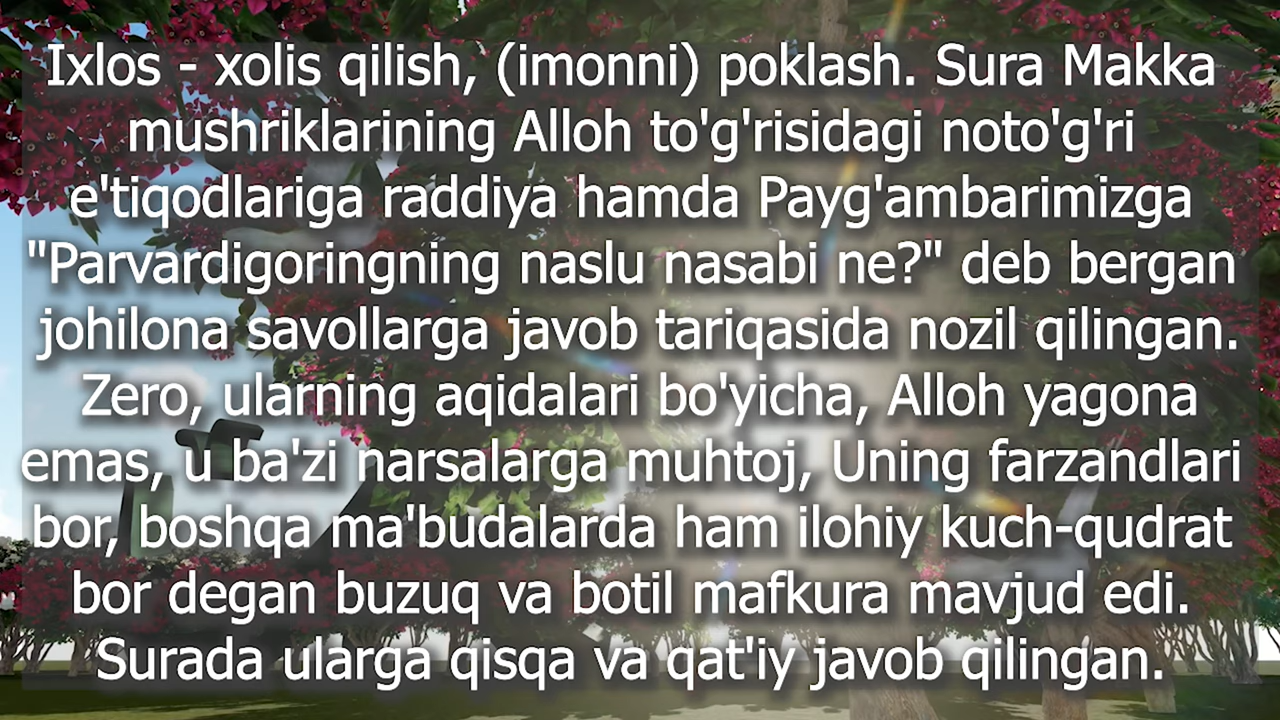 Ixlos - xolis qilish, (imonni) poklash. Sura Makka
mushriklarining Alloh to'g'risidagi noto'g'ri
e'tiqodlariga raddiya hamda Payg'ambarimizga
"Parvardigoringning naslu nasabi ne?" deb bergan
johilona savollarga javob tariqasida nozil qilingan.
Zero, ularning aqidalari bo'yicha, Alloh yagona
emas, u ba'zi narsalarga muhtoj, Uning farzandlari
bor, boshqa ma'budalarda ham ilohiy kuch-qudrat
bor degan buzuq va botil mafkura mavjud edi.
Surada ularga qisqa va qat'iy javob qilingan.